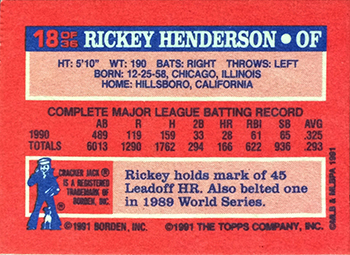 18 OF 36 RICKEY HENDERSON • OF
HT: 5'10" WT: 190 BATS: RIGHT THROWS: LEFT
BORN: 12-25-58, CHICAGO, ILLINOIS
HOME: HILLSBORO, CALIFORNIA
COMPLETE MAJOR LEAGUE BATTING RECORD
AB R H 2B HR RBI SB AVG
1990 489 119 159 33 28 61 65 .325
TOTALS 6013 1290 1762 294 166 622 936 .293
CRACKER JACK®
IS A REGISTERED
TRADEMARK OF
BORDEN, INC.
Rickey holds mark of 45
Leadoff HR. Also belted one
in 1989 World Series.
©1991 BORDEN, INC. ©1991 THE TOPPS COMPANY, INC.
©MLB & MLBPA 1991